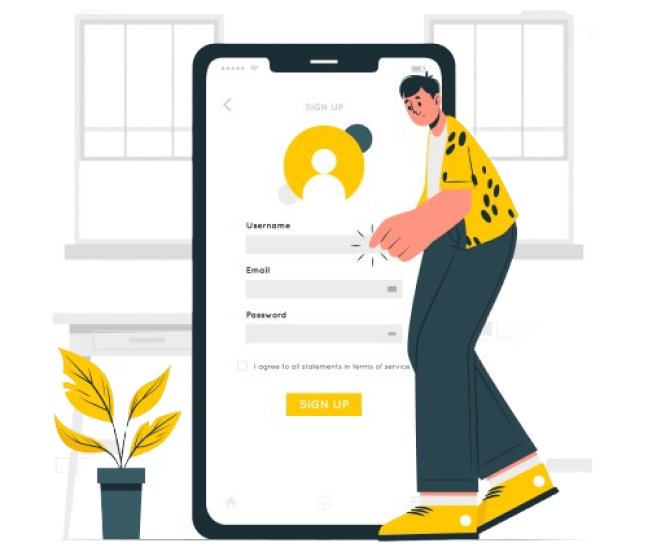 SIGN UP
Username
Email
Password
I agree to all statements in terms of service
SIGN UP